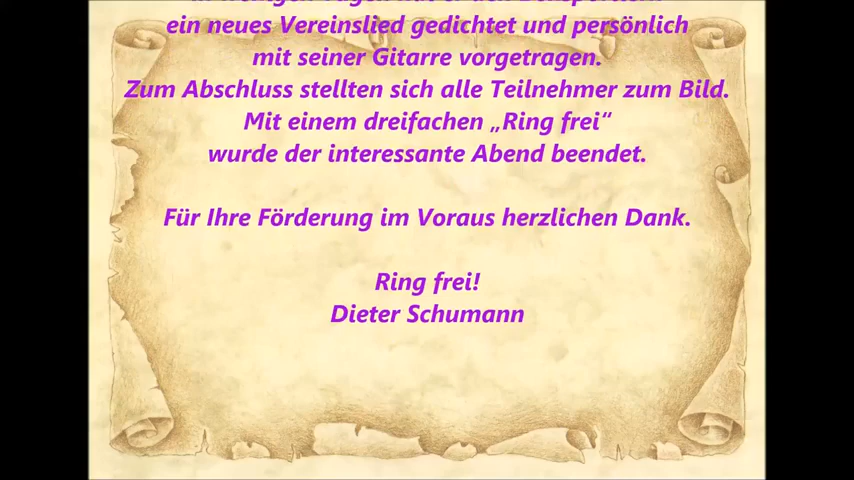 ein neues Vereinslied gedichtet und persönlich
mit seiner Gitarre vorgetragen.
Zum Abschluss stellten sich alle Teilnehmer zum Bild.
Mit einem dreifachen „Ring frei“
wurde der interessante Abend beendet.
Für Ihre Förderung im Voraus herzlichen Dank.
Ring frei!
Dieter Schumann